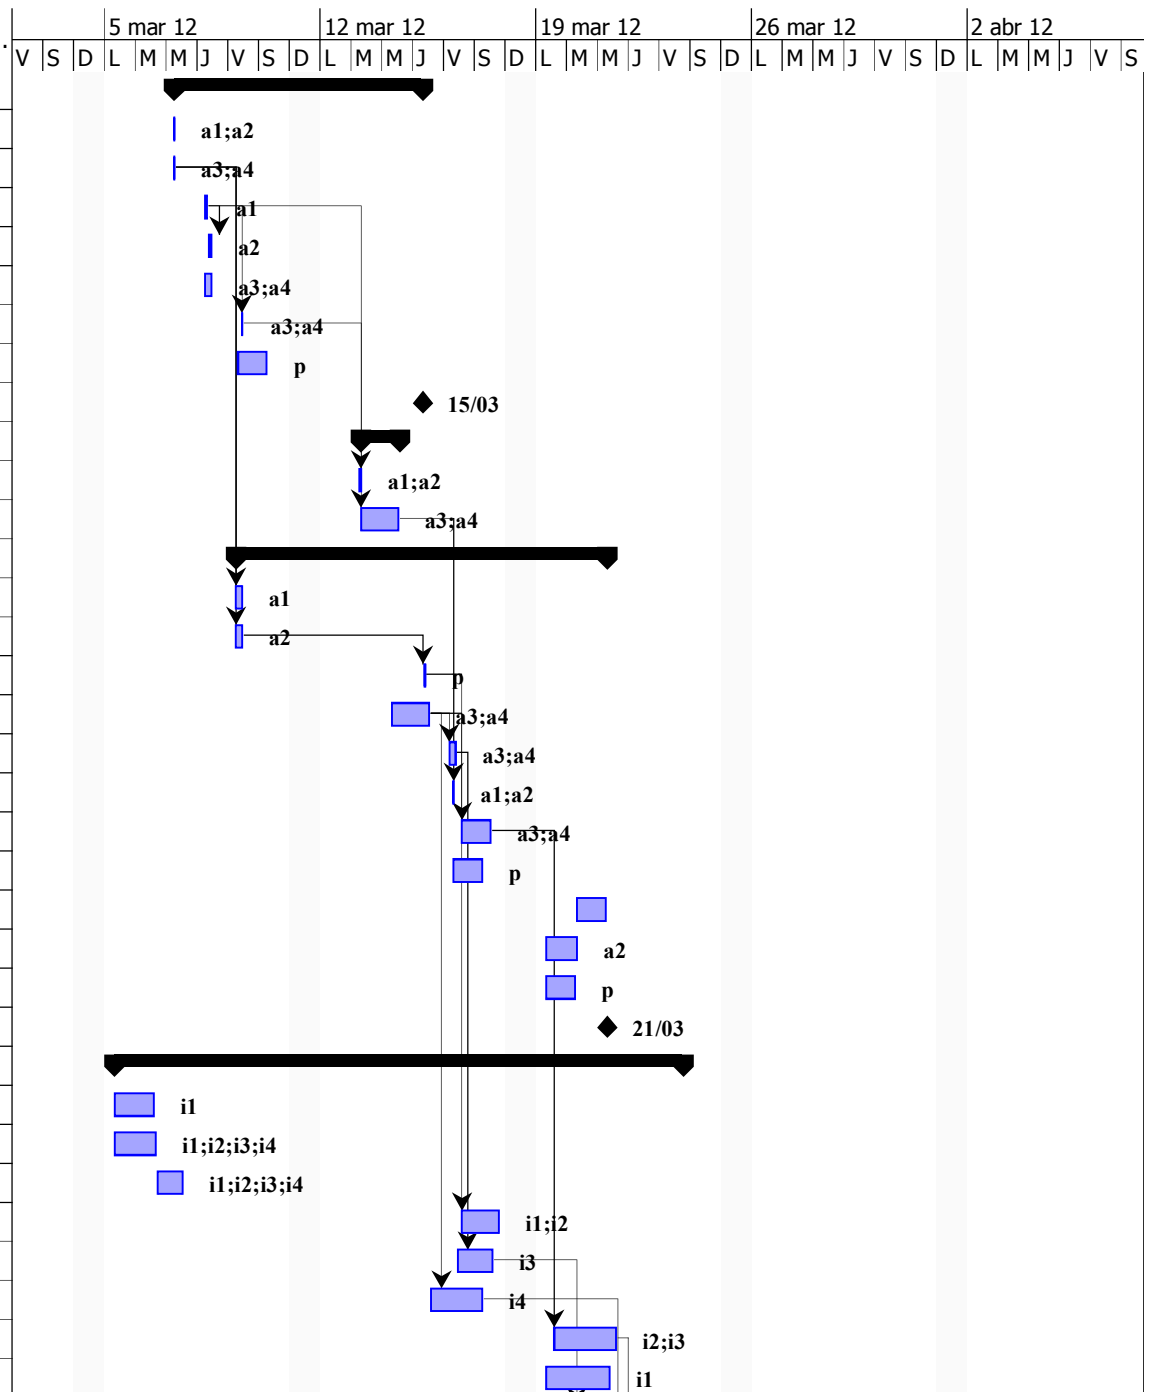 5 mar 12 12 mar 12 19 mar 12 26 mar 12 2 abr 12
. V S D L M M J V S D L M M J V S D L M M J V S D L M M J V S D L M M J V S
a1;a2
a3;a4
a1
a2
a3;a4
a3;a4
p
15/03
a1;a2
a3;a4
a1
a2
p
a3;a4
a3;a4
a1;a2
a3;a4
p
a2
p
21/03
i1
i1;i2;i3;i4
i1;i2;i3;i4
i1;i2
i3
i4
i2;i3
i1